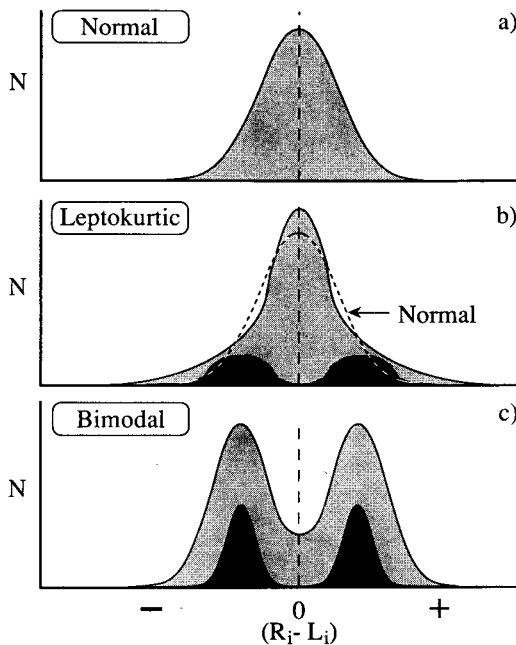 Normal
a)
N
Leptokurtic
b)
N
Normal
Bimodal
c)
N
− 0 +
(Rᵢ- Lᵢ)